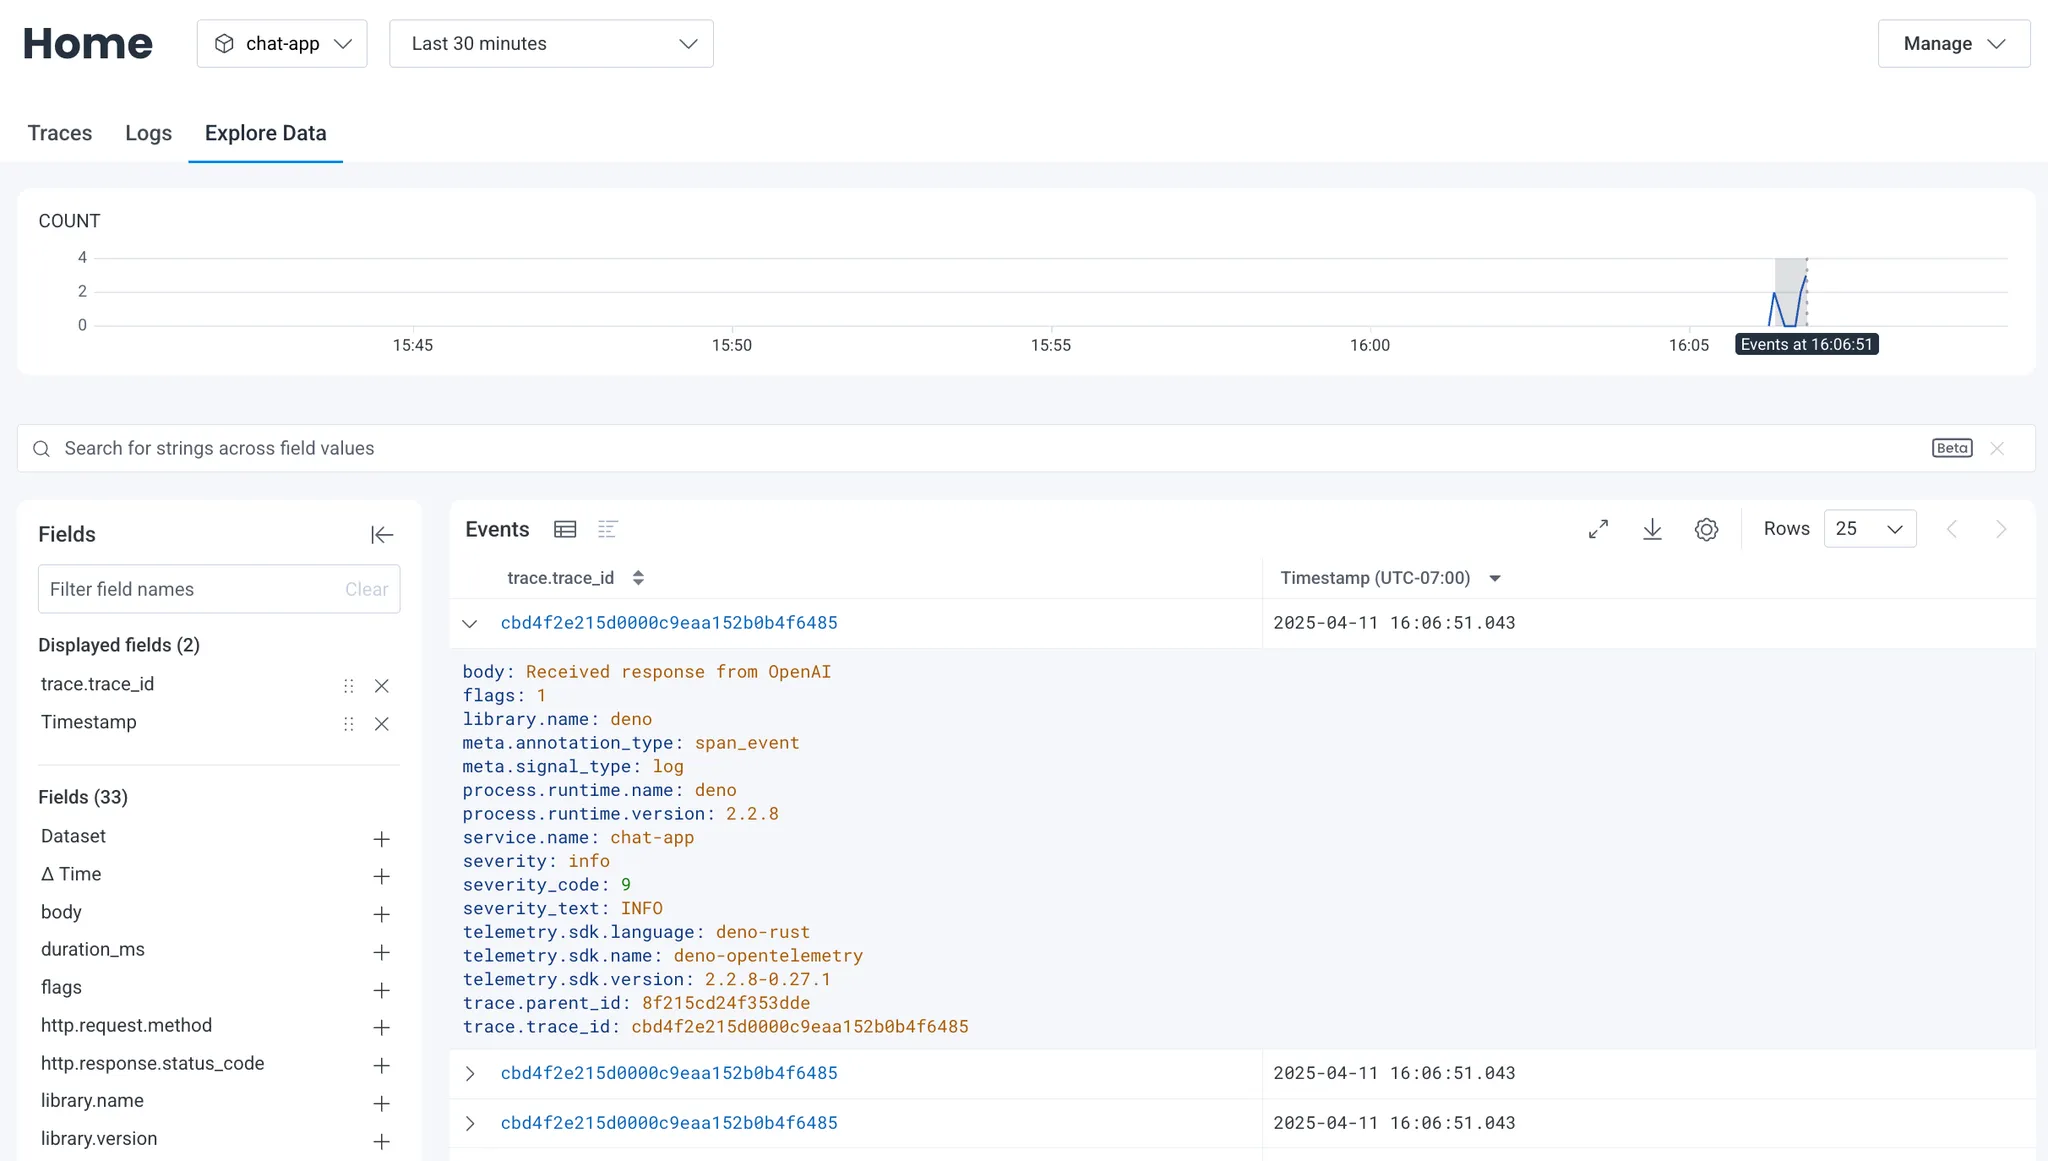 Home
chat-app
Last 30 minutes
Manage
Traces
Logs
Explore Data
COUNT
4
2
0
15:45
15:50
15:55
16:00
16:05
Events at 16:06:51
Search for strings across field values
Beta
Fields
Filter field names
Clear
Displayed fields (2)
trace.trace_id
Timestamp
Fields (33)
Dataset
Δ Time
body
duration_ms
flags
http.request.method
http.response.status_code
library.name
library.version
Events
Rows
25
trace.trace_id
Timestamp (UTC-07:00)
cbd4f2e215d0000c9eaa152b0b4f6485
2025-04-11 16:06:51.043
body: Received response from OpenAI
flags: 1
library.name: deno
meta.annotation_type: span_event
meta.signal_type: log
process.runtime.name: deno
process.runtime.version: 2.2.8
service.name: chat-app
severity: info
severity_code: 9
severity_text: INFO
telemetry.sdk.language: deno-rust
telemetry.sdk.name: deno-opentelemetry
telemetry.sdk.version: 2.2.8-0.27.1
trace.parent_id: 8f215cd24f353dde
trace.trace_id: cbd4f2e215d0000c9eaa152b0b4f6485
cbd4f2e215d0000c9eaa152b0b4f6485
2025-04-11 16:06:51.043
cbd4f2e215d0000c9eaa152b0b4f6485
2025-04-11 16:06:51.043